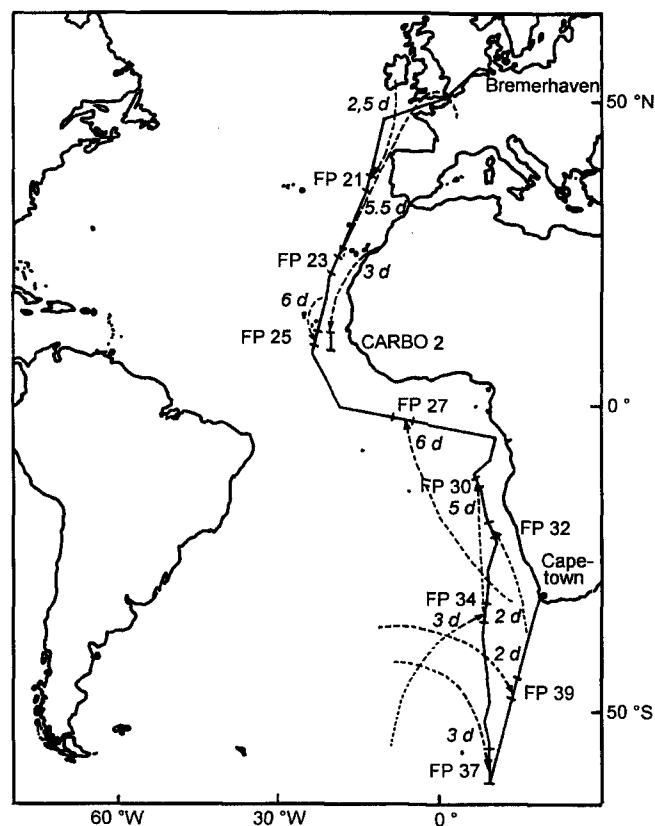 Bremerhaven
50 °N
2,5 d
FP 21
5.5 d
FP 23
3 d
6 d
FP 25
CARBO 2
0 °
FP 27
6 d
FP 30
5 d
FP 32
Cape-
town
FP 34
3 d
2 d
2 d
FP 39
50 °S
3 d
FP 37
60 °W
30 °W
0 °